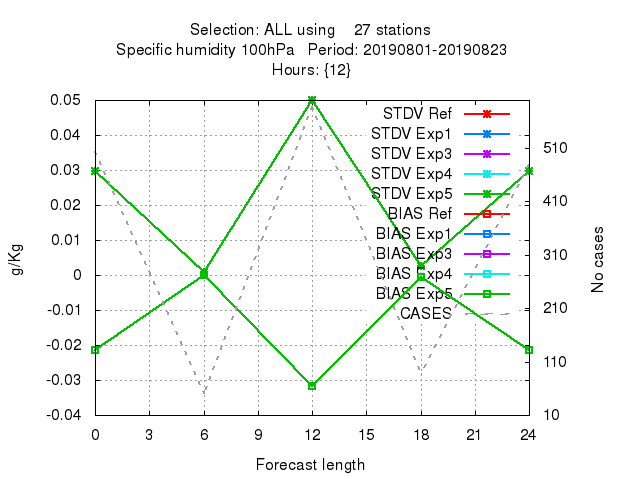 Selection: ALL using 27 stations
Specific humidity 100hPa Period: 20190801-20190823
Hours: {12}
0.05
0.04
0.03
0.02
0.01
0
-0.01
-0.02
-0.03
-0.04
g/Kg
STDV Ref
STDV Exp1
STDV Exp3
STDV Exp4
STDV Exp5
BIAS Ref
BIAS Exp1
BIAS Exp3
BIAS Exp4
BIAS Exp5
CASES
510
410
310
210
110
10
No cases
0 3 6 9 12 15 18 21 24
Forecast length